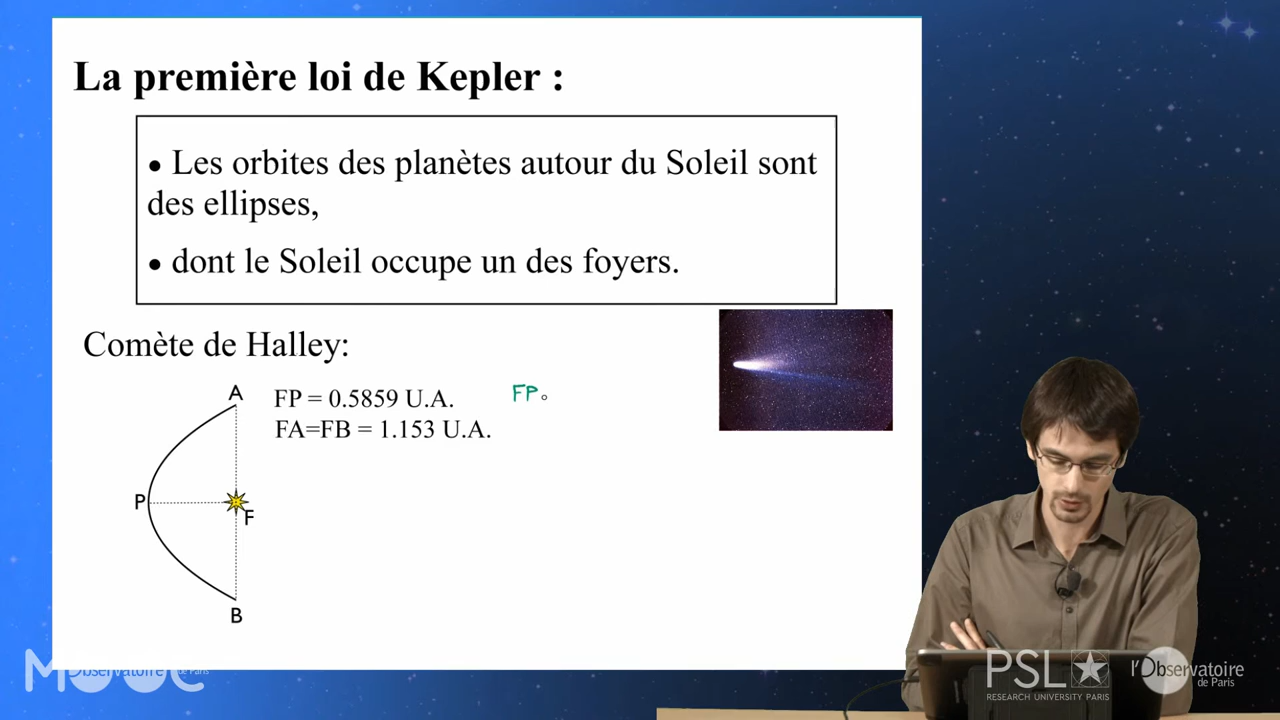 La première loi de Kepler :
• Les orbites des planètes autour du Soleil sont
des ellipses,
• dont le Soleil occupe un des foyers.
Comète de Halley:
A
FP = 0.5859 U.A.
FP
FA=FB = 1.153 U.A.
P
F
B
MOOC
Observatoire de Paris
PSL
RESEARCH UNIVERSITY PARIS
l'Observatoire
de Paris